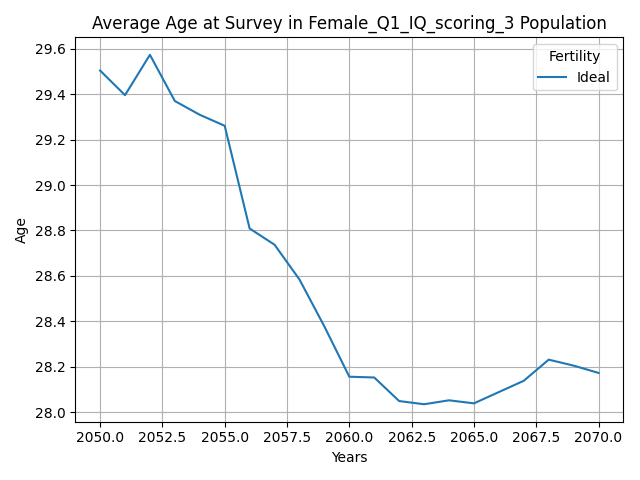 Average Age at Survey in Female_Q1_IQ_scoring_3 Population
Fertility
Ideal
29.6
29.4
29.2
29.0
28.8
28.6
28.4
28.2
28.0
Age
2050.0 2052.5 2055.0 2057.5 2060.0 2062.5 2065.0 2067.5 2070.0
Years